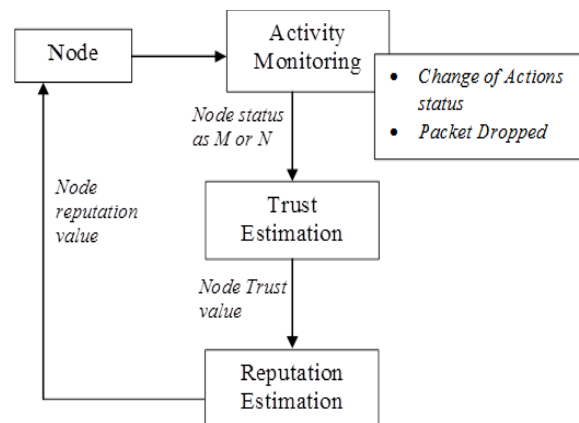 Node
Activity
Monitoring
• Change of Actions
status
• Packet Dropped
Node status
as M or N
Node
reputation
value
Trust
Estimation
Node Trust
value
Reputation
Estimation